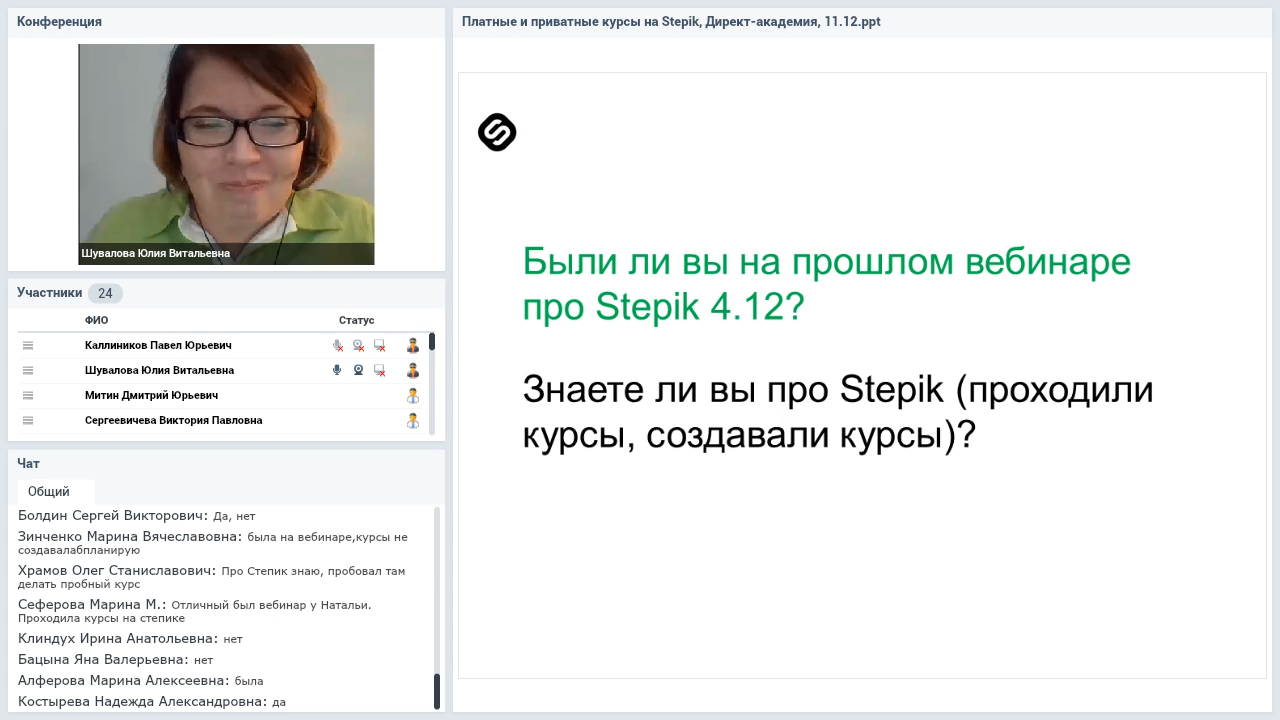 Конференция
Шувалова Юлия Витальевна
Участники 24
ФИО Статус
Каллиников Павел Юрьевич
Шувалова Юлия Витальевна
Митин Дмитрий Юрьевич
Сергеевичева Виктория Павловна
Чат
Общий
Болдин Сергей Викторович: Да, нет
Зинченко Марина Вячеславовна: была на вебинаре,курсы не
создавалабпланирую
Храмов Олег Станиславович: Про Степик знаю, пробовал там
делать пробный курс
Сеферова Марина М.: Отличный был вебинар у Натальи.
Проходила курсы на степике
Клиндух Ирина Анатольевна: нет
Бацына Яна Валерьевна: нет
Алферова Марина Алексеевна: была
Костырева Надежда Александровна: да
Платные и приватные курсы на Stepik, Директ-академия, 11.12.ppt
Были ли вы на прошлом вебинаре
про Stepik 4.12?
Знаете ли вы про Stepik (проходили
курсы, создавали курсы)?